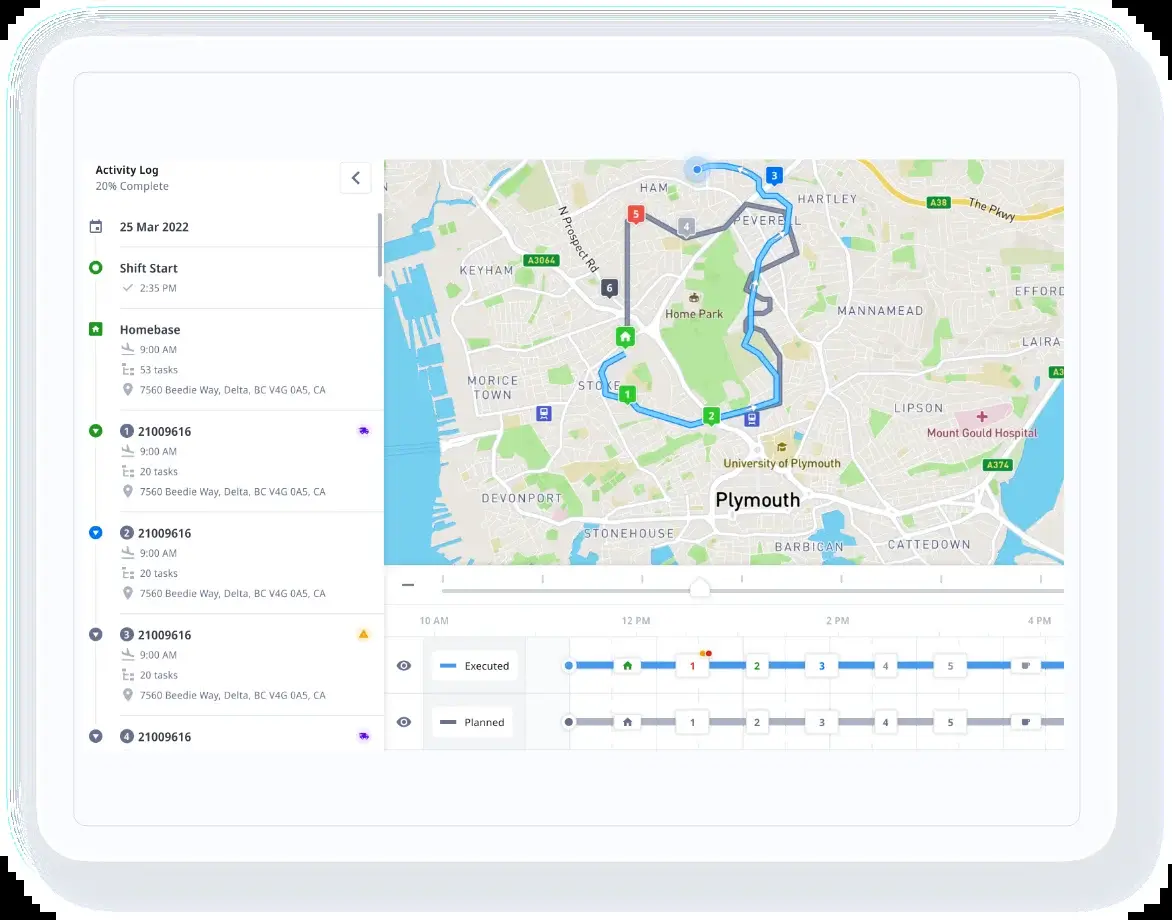 Activity Log
20% Complete
25 Mar 2022
Shift Start
2:35 PM
Homebase
9:00 AM
53 tasks
7560 Beedie Way, Delta, BC V4G 0A5, CA
1 21009616
9:00 AM
20 tasks
7560 Beedie Way, Delta, BC V4G 0A5, CA
2 21009616
9:00 AM
20 tasks
7560 Beedie Way, Delta, BC V4G 0A5, CA
3 21009616
9:00 AM
20 tasks
7560 Beedie Way, Delta, BC V4G 0A5, CA
4 21009616
N
HAM
3
HARTLEY
A38
The Pkwy
5
4
PEVERELL
N Prospect Rd
A3064
KEYHAM
6
EFFORD
Home Park
MANNAMEAD
LAIRA
A3
MORICE
TOWN
STOKE
1
2
LIPSON
Mount Gould Hospital
University of Plymouth
A374
Plymouth
DEVONPORT
STONEHOUSE
BARBICAN
CATTEDOWN
10 AM 12 PM 2 PM 4 PM
Executed 1 2 3 4 5
Planned 1 2 3 4 5